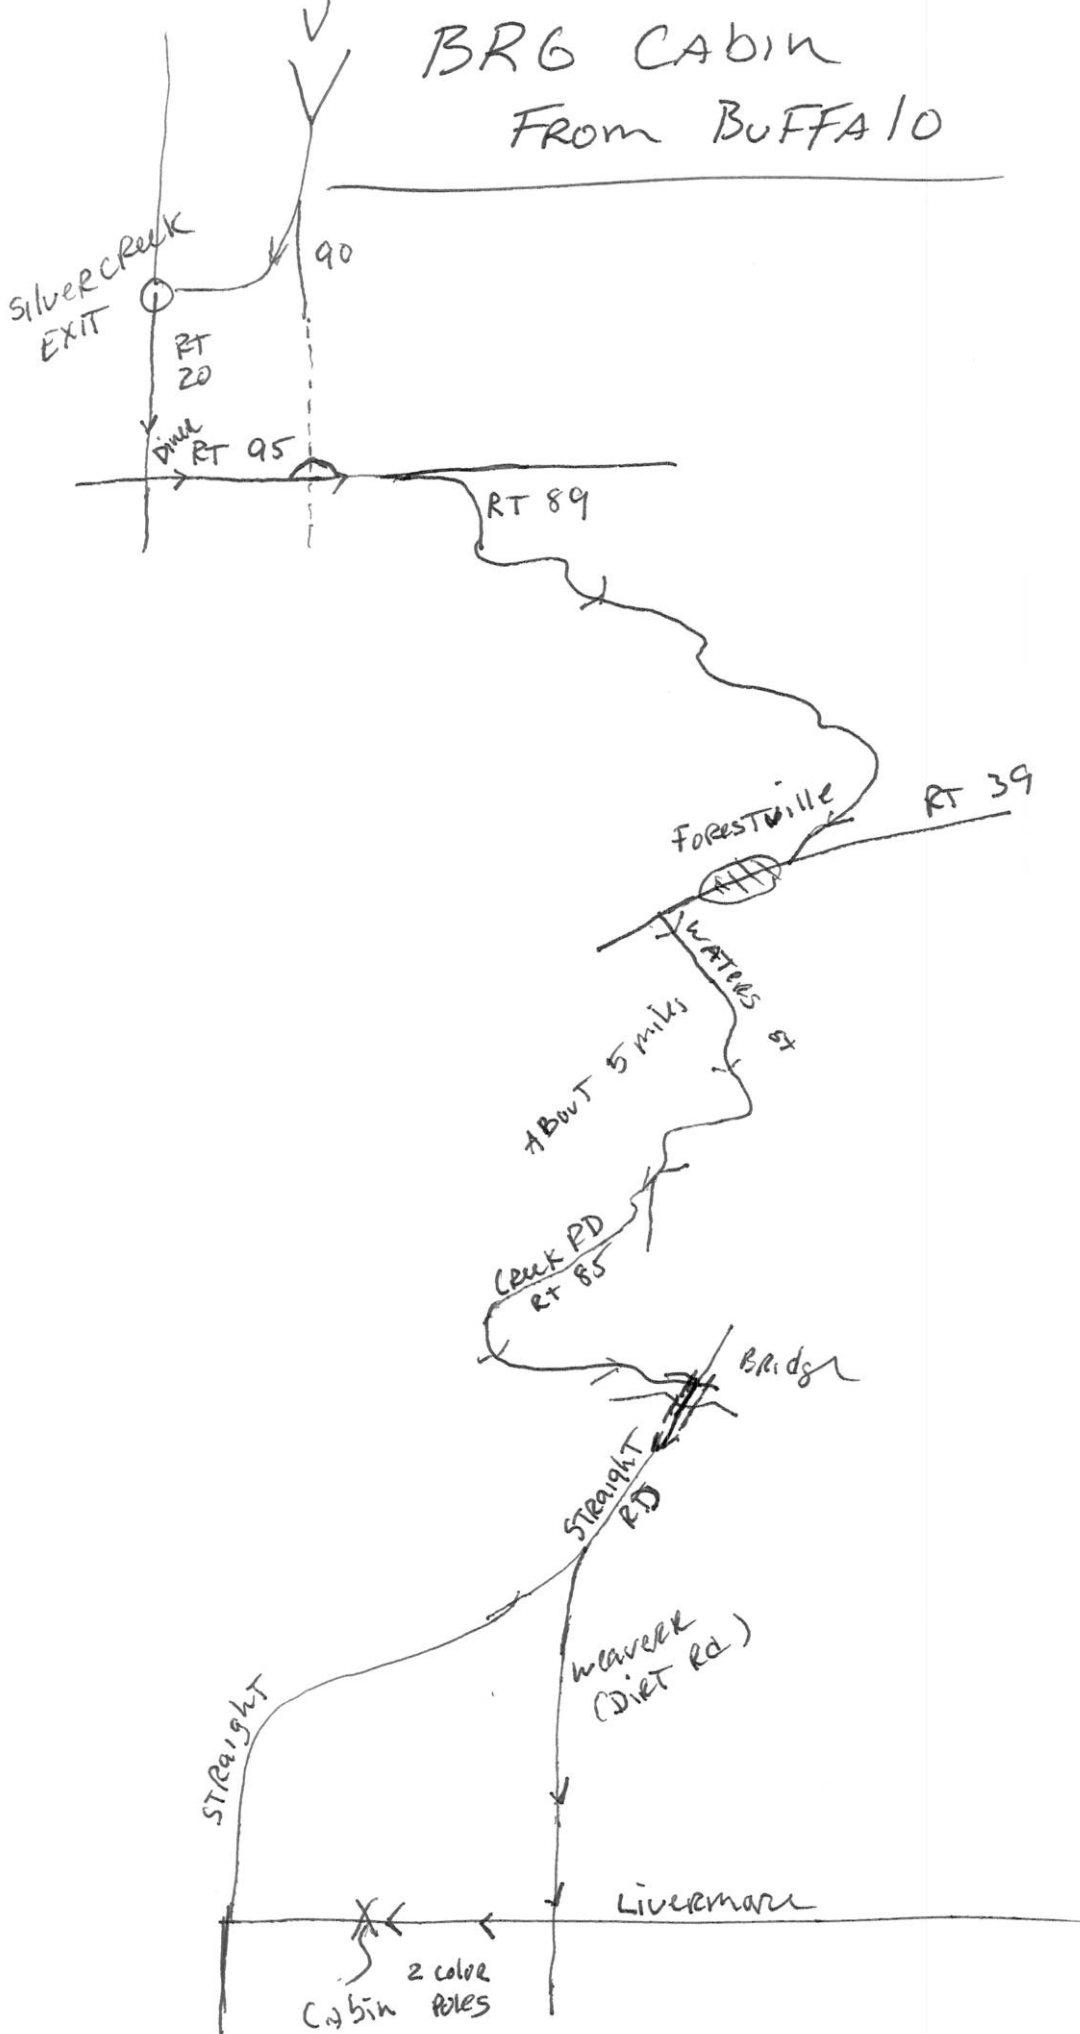 BRG CABIN
FROM BUFFAlO
90
SIlvERCREEK
EXIT
RT
20
Diner
RT 95
RT 89
FORESTville
RT 39
WATERS St
ABOUT 5 miles
CREEK RD
Rt 85
BRidge
STRaighT
RD
weaveR
(DiRT Rd)
STRaighT
LivERmore
2 coloR
Poles
Cabin